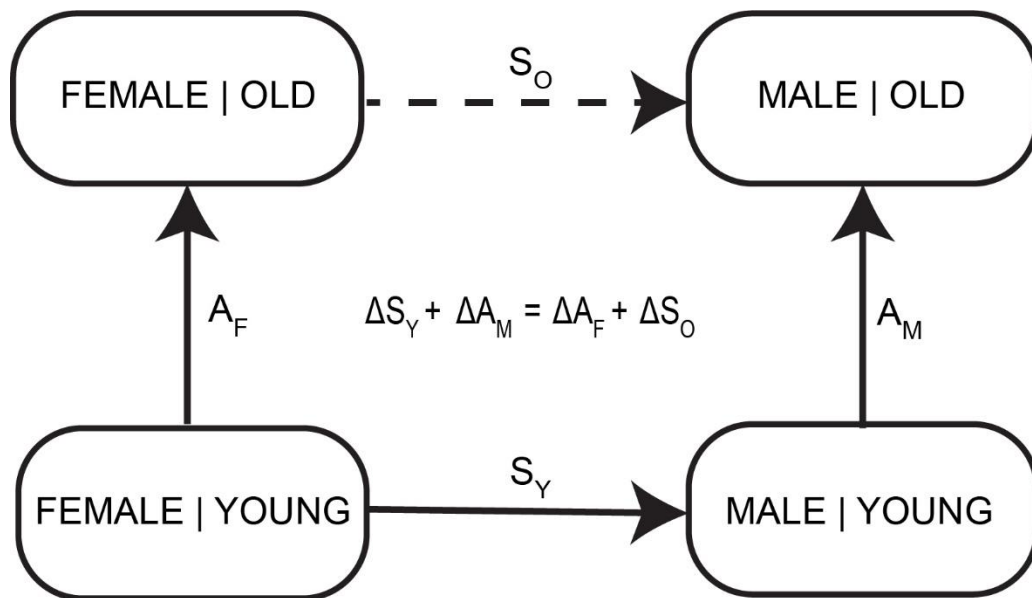 S_O
FEMALE | OLD
MALE | OLD
A_F
ΔS_Y + ΔA_M = ΔA_F + ΔS_O
A_M
S_Y
FEMALE | YOUNG
MALE | YOUNG